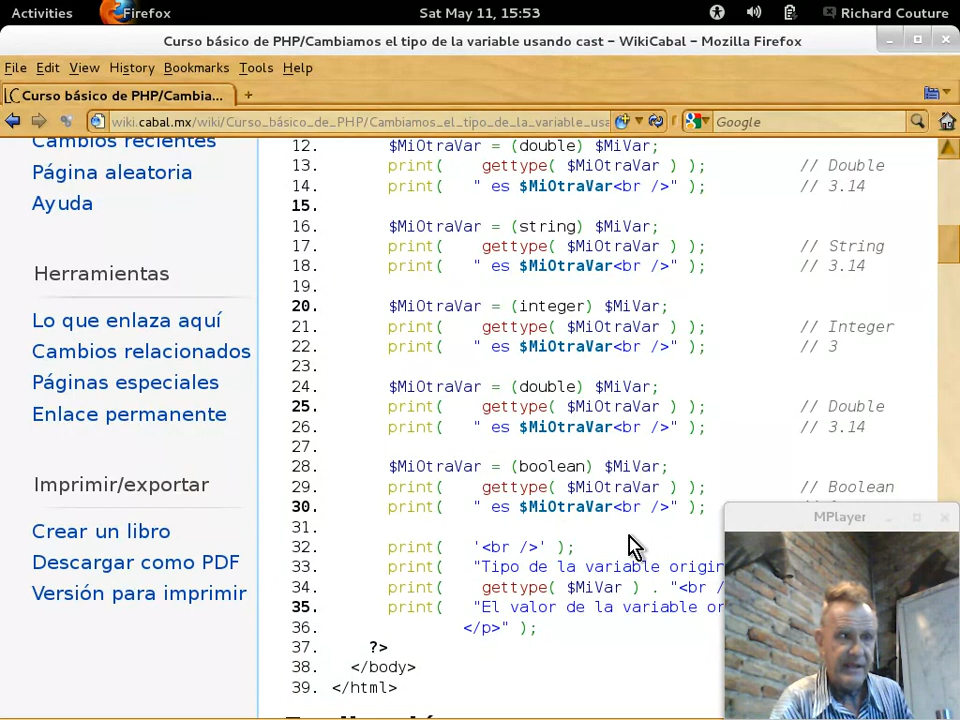 Activities Firefox Sat May 11, 15:53 Richard Couture
Curso básico de PHP/Cambiamos el tipo de la variable usando cast – WikiCabal – Mozilla Firefox
File Edit View History Bookmarks Tools Help
Curso básico de PHP/Cambia... +
wiki.cabal.mx/wiki/Curso_básico_de_PHP/Cambiamos_el_tipo_de_la_variable_usa Google
Cambios recientes
Página aleatoria
Ayuda
Herramientas
Lo que enlaza aquí
Cambios relacionados
Páginas especiales
Enlace permanente
Imprimir/exportar
Crear un libro
Descargar como PDF
Versión para imprimir
12. $MiOtraVar = (double) $MiVar;
13. print( gettype( $MiOtraVar ) ); // Double
14. print( " es $MiOtraVar<br />" ); // 3.14
15.
16. $MiOtraVar = (string) $MiVar;
17. print( gettype( $MiOtraVar ) ); // String
18. print( " es $MiOtraVar<br />" ); // 3.14
19.
20. $MiOtraVar = (integer) $MiVar;
21. print( gettype( $MiOtraVar ) ); // Integer
22. print( " es $MiOtraVar<br />" ); // 3
23.
24. $MiOtraVar = (double) $MiVar;
25. print( gettype( $MiOtraVar ) ); // Double
26. print( " es $MiOtraVar<br />" ); // 3.14
27.
28. $MiOtraVar = (boolean) $MiVar;
29. print( gettype( $MiOtraVar ) ); // Boolean
30. print( " es $MiOtraVar<br />" );
31.
32. print( '<br />' );
33. print( "Tipo de la variable origin
34. print( gettype( $MiVar ) . "<br /
35. print( "El valor de la variable or
36. </p>" );
37. ?>
38. </body>
39. </html>
MPlayer